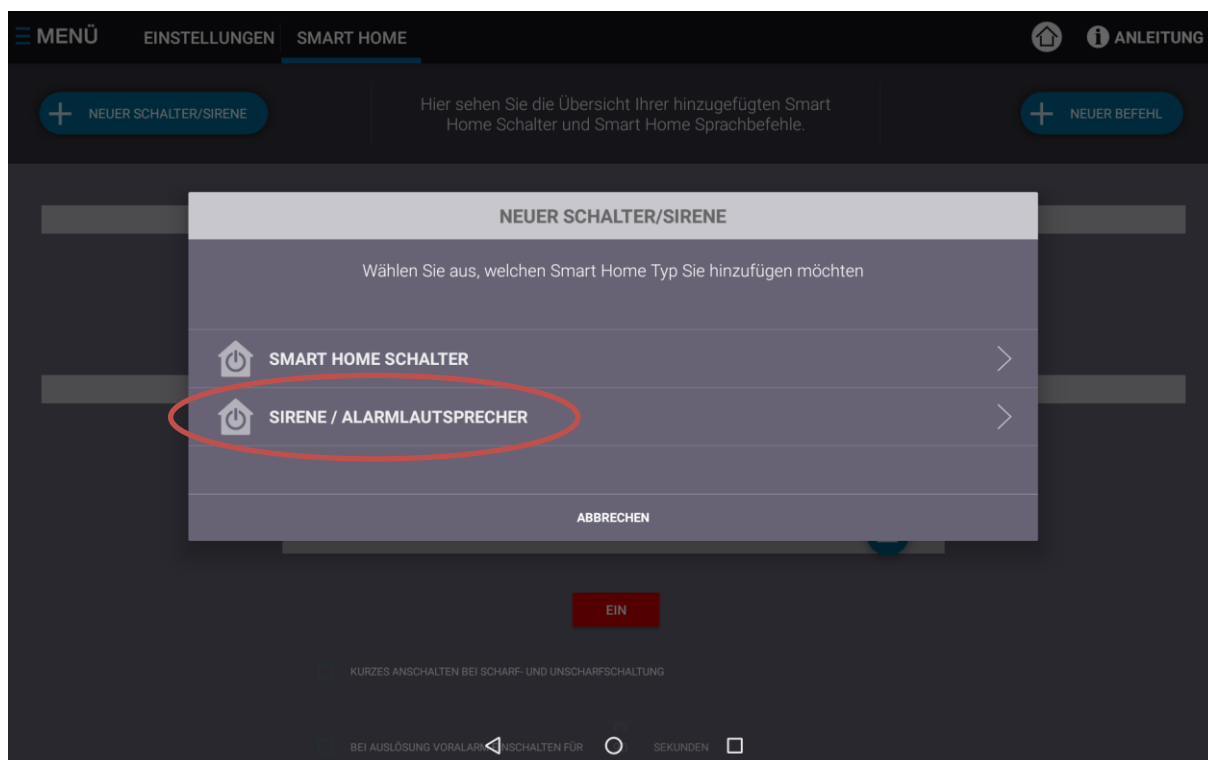 MENÜ EINSTELLUNGEN SMART HOME ANLEITUNG
NEUER SCHALTER/SIRENE
Hier sehen Sie die Übersicht Ihrer hinzugefügten Smart
Home Schalter und Smart Home Sprachbefehle.
NEUER BEFEHL
NEUER SCHALTER/SIRENE
Wählen Sie aus, welchen Smart Home Typ Sie hinzufügen möchten
SMART HOME SCHALTER
SIRENE / ALARMLAUTSPRECHER
ABBRECHEN
EIN
KURZES ANSCHALTEN BEI SCHARF- UND UNSCHARFSCHALTUNG
BEI AUSLÖSUNG FÜR SEKUNDEN